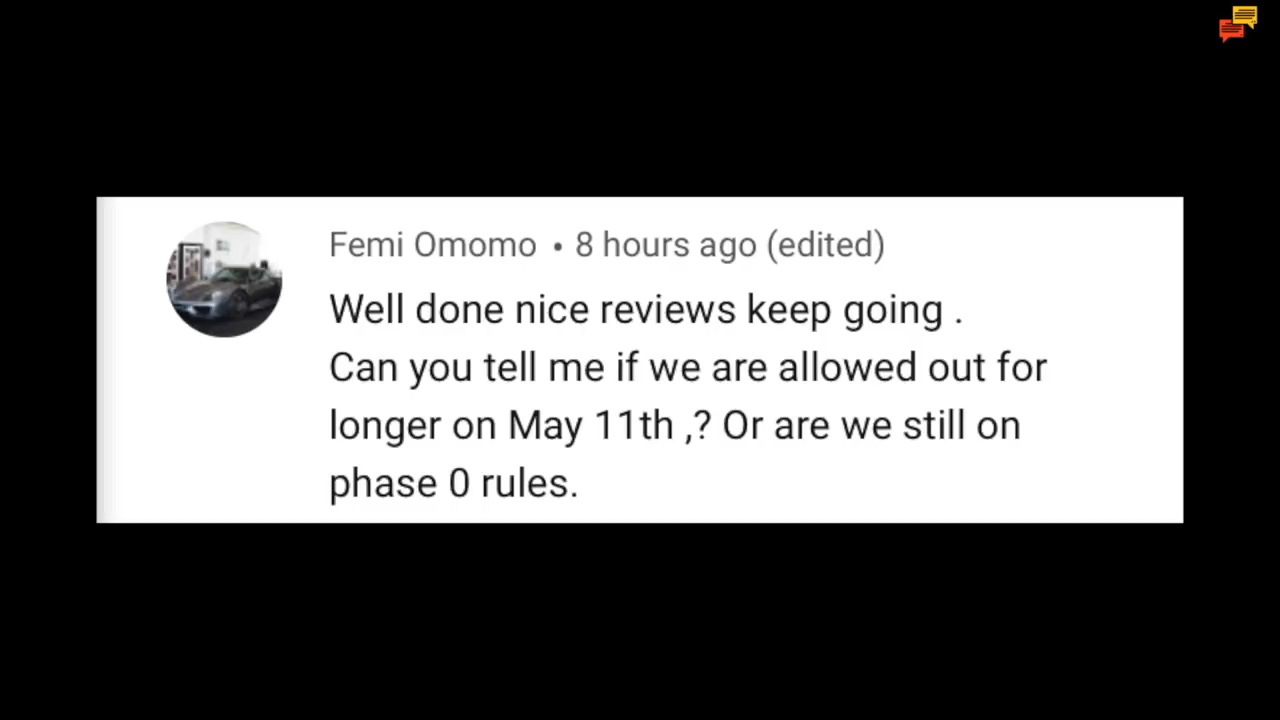 Femi Omomo • 8 hours ago (edited)
Well done nice reviews keep going .
Can you tell me if we are allowed out for
longer on May 11th ,? Or are we still on
phase 0 rules.